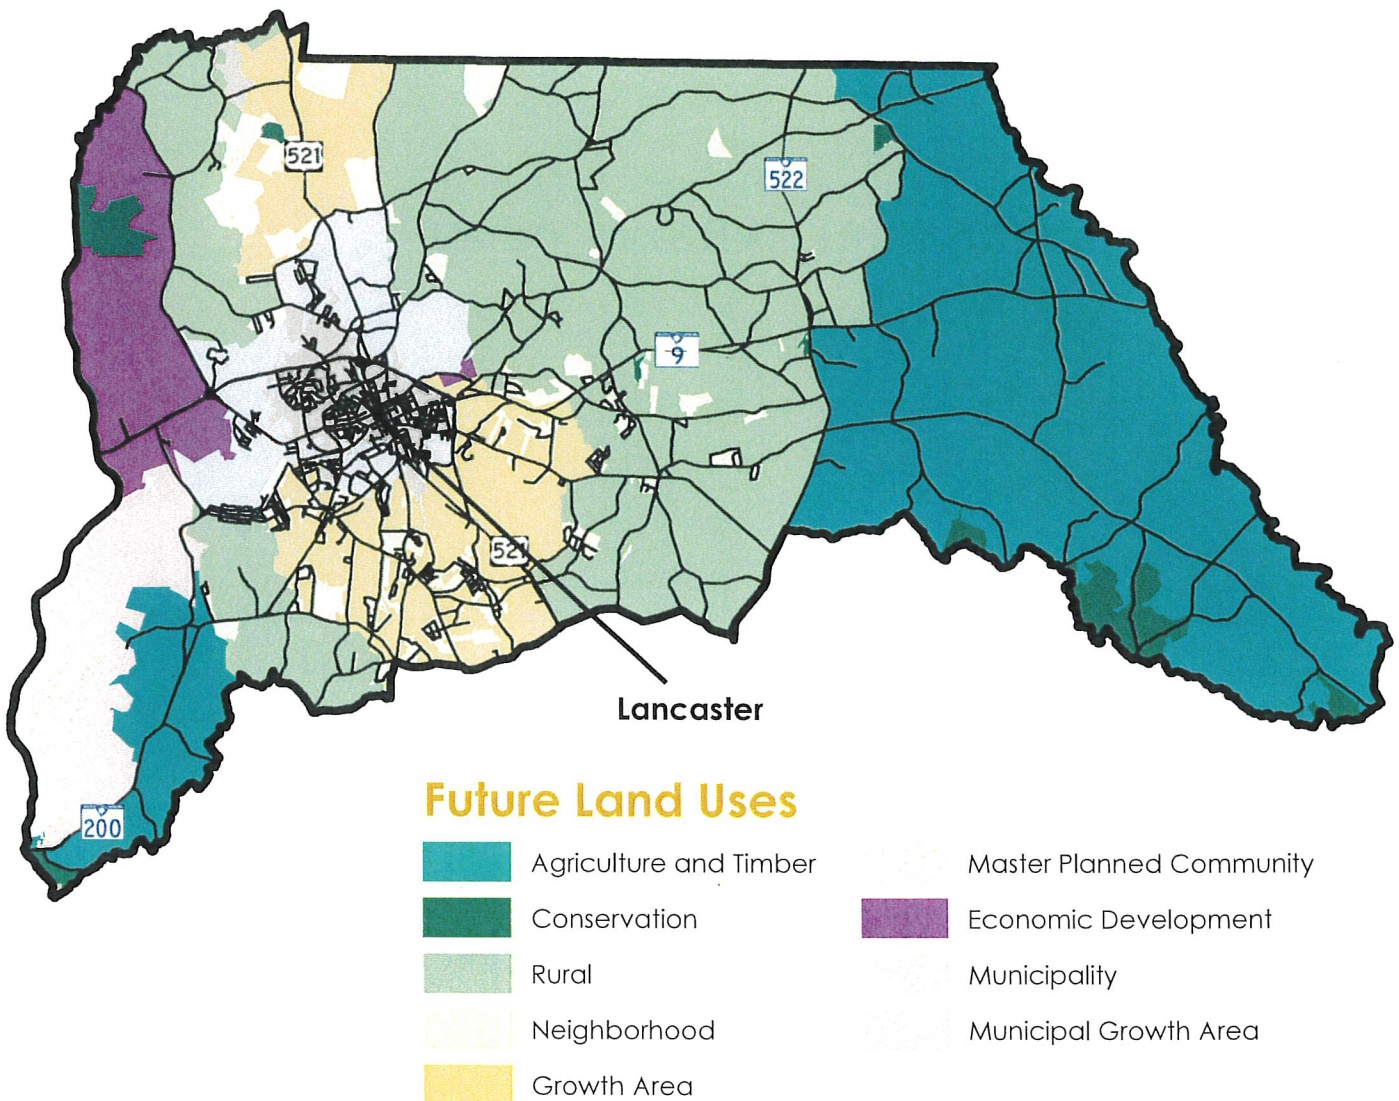 521
522
9
521
Lancaster
200
Future Land Uses
Agriculture and Timber
Conservation
Rural
Neighborhood
Growth Area
Master Planned Community
Economic Development
Municipality
Municipal Growth Area